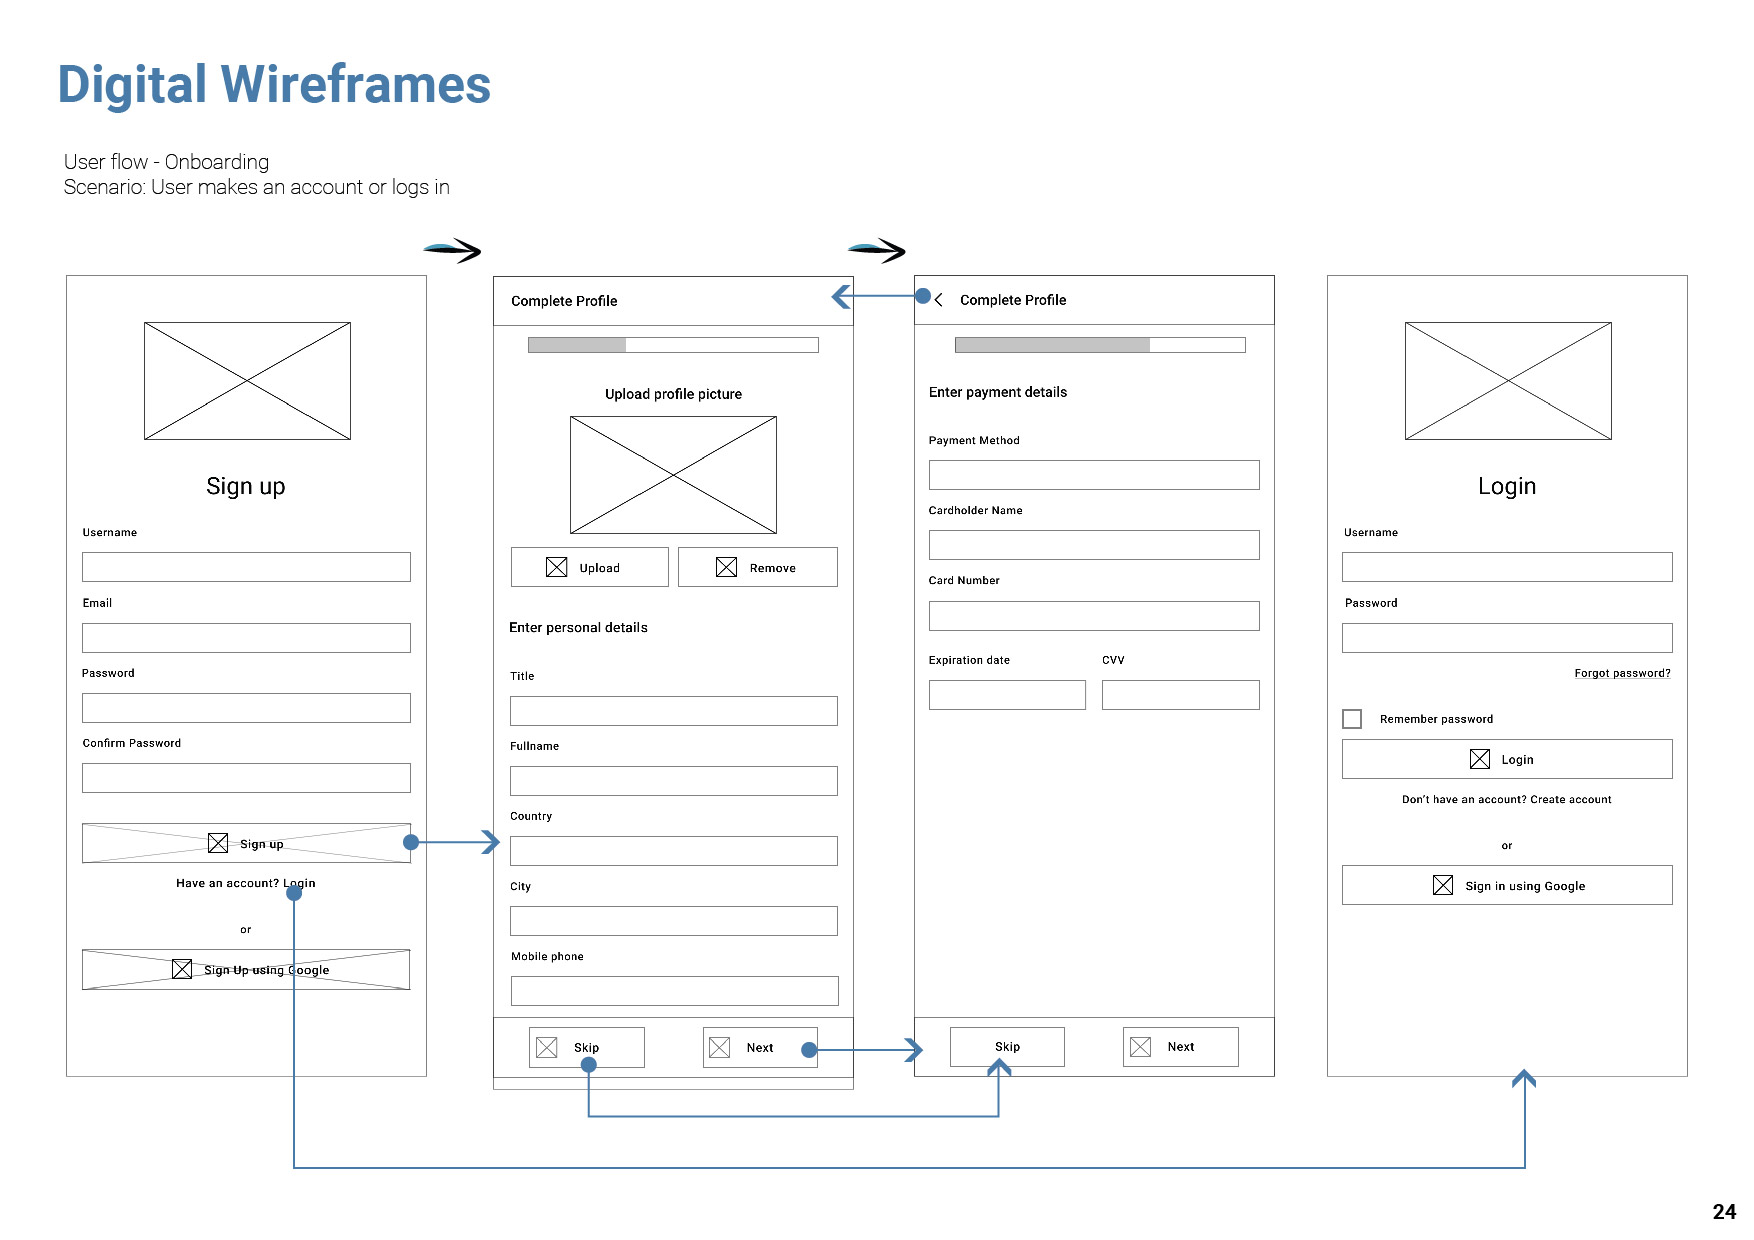 Digital Wireframes
User flow - Onboarding
Scenario: User makes an account or logs in
Sign up
Username
Email
Password
Confirm Password
Sign up
Have an account? Login
or
Sign Up using Google
Complete Profile
Upload profile picture
Upload
Remove
Enter personal details
Title
Fullname
Country
City
Mobile phone
Skip
Next
Complete Profile
Enter payment details
Payment Method
Cardholder Name
Card Number
Expiration date
CVV
Skip
Next
Login
Username
Password
Forgot password?
Remember password
Login
Don't have an account? Create account
or
Sign in using Google
24